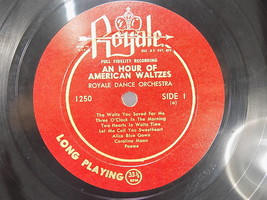 Royale
FULL FIDELITY RECORDING
AN HOUR OF
AMERICAN WALTZES
ROYALE DANCE ORCHESTRA
1250
SIDE 1
The Waltz You Saved For Me
Three O'Clock In The Morning
Two Hearts In Waltz Time
Let Me Call You Sweetheart
Alice Blue Gown
Carolina Moon
Paema
LONG PLAYING
33⅓
RPM